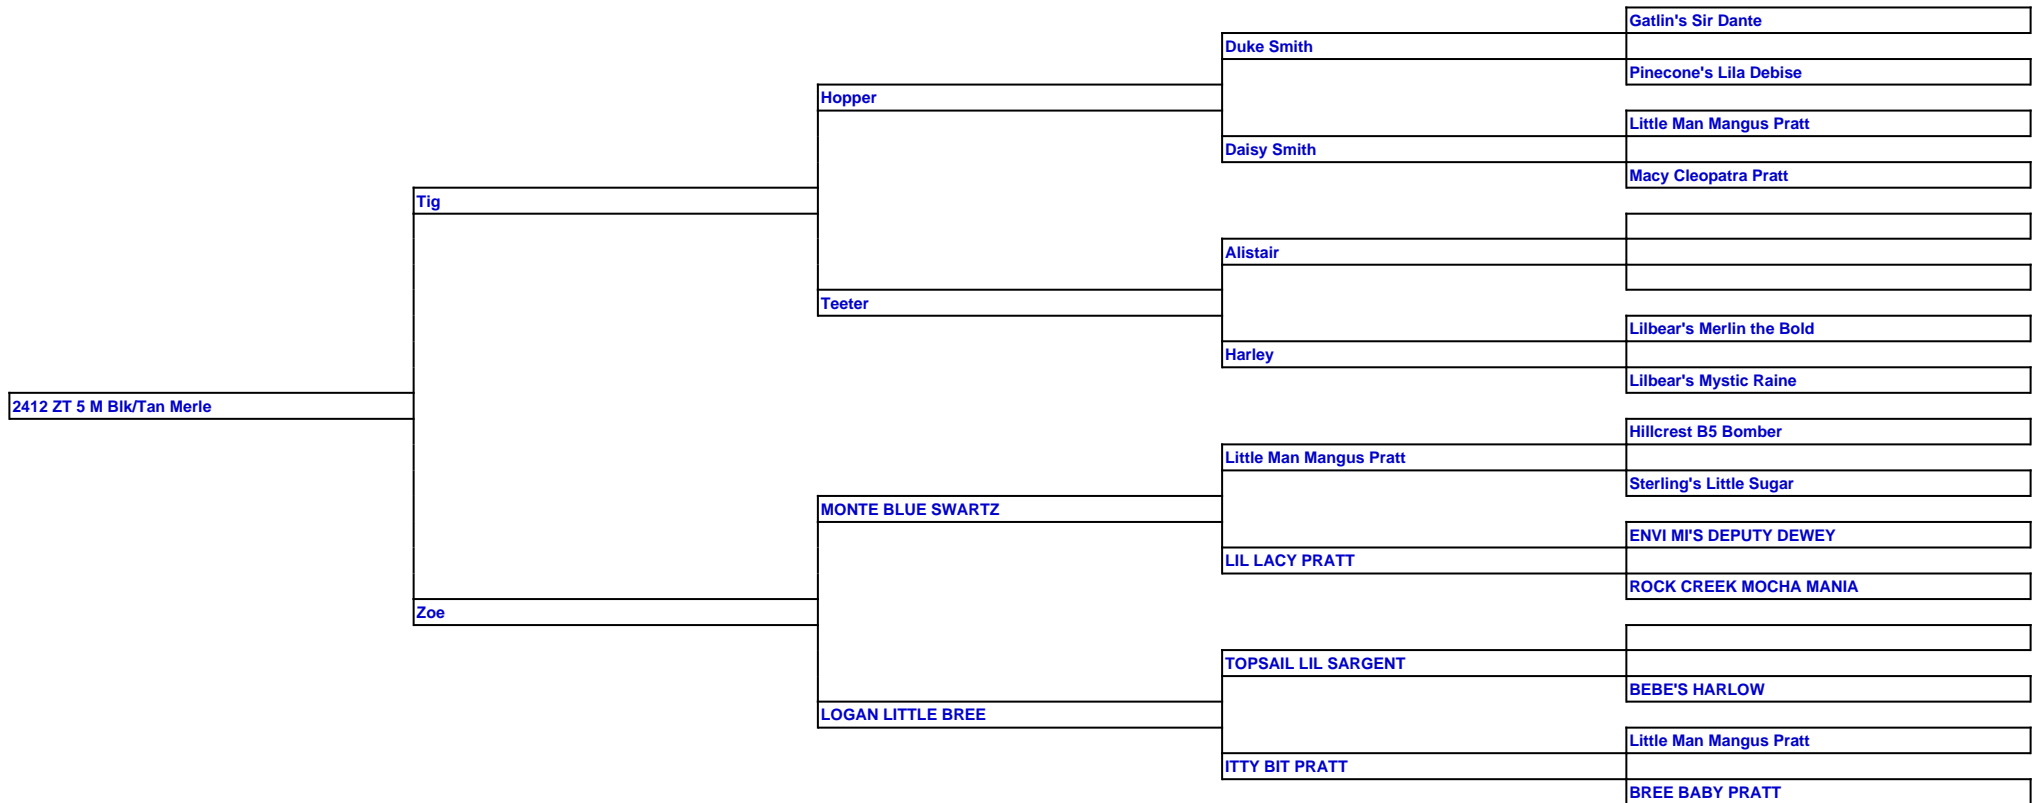 Gatlin's Sir Dante
Duke Smith
Pinecone's Lila Debise
Hopper
Little Man Mangus Pratt
Daisy Smith
Macy Cleopatra Pratt
Tig
Alistair
Teeter
Lilbear's Merlin the Bold
Harley
Lilbear's Mystic Raine
2412 ZT 5 M Blk/Tan Merle
Hillcrest B5 Bomber
Little Man Mangus Pratt
Sterling's Little Sugar
MONTE BLUE SWARTZ
ENVI MI'S DEPUTY DEWEY
LIL LACY PRATT
ROCK CREEK MOCHA MANIA
Zoe
TOPSAIL LIL SARGENT
BEBE'S HARLOW
LOGAN LITTLE BREE
Little Man Mangus Pratt
ITTY BIT PRATT
BREE BABY PRATT